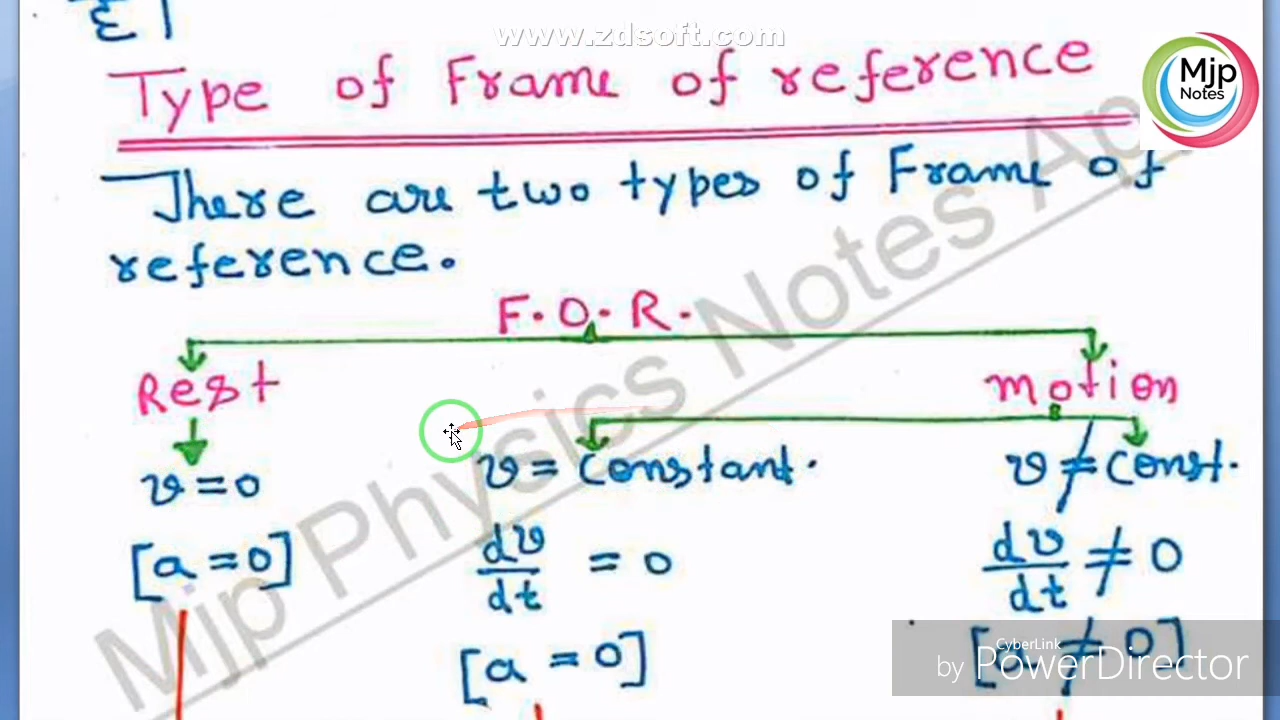 ε1
www.zdsoft.com
Type of Frame of reference
Mjp
Notes
There are two types of Frame of
reference.
F.O.R.
Rest
motion
v=0
v = constant.
v ≠ const.
[a = 0]
dv/dt = 0
dv/dt ≠ 0
[a = 0]
[a ≠ 0]
Mjp Physics Notes Ap
CyberLink
by PowerDirector